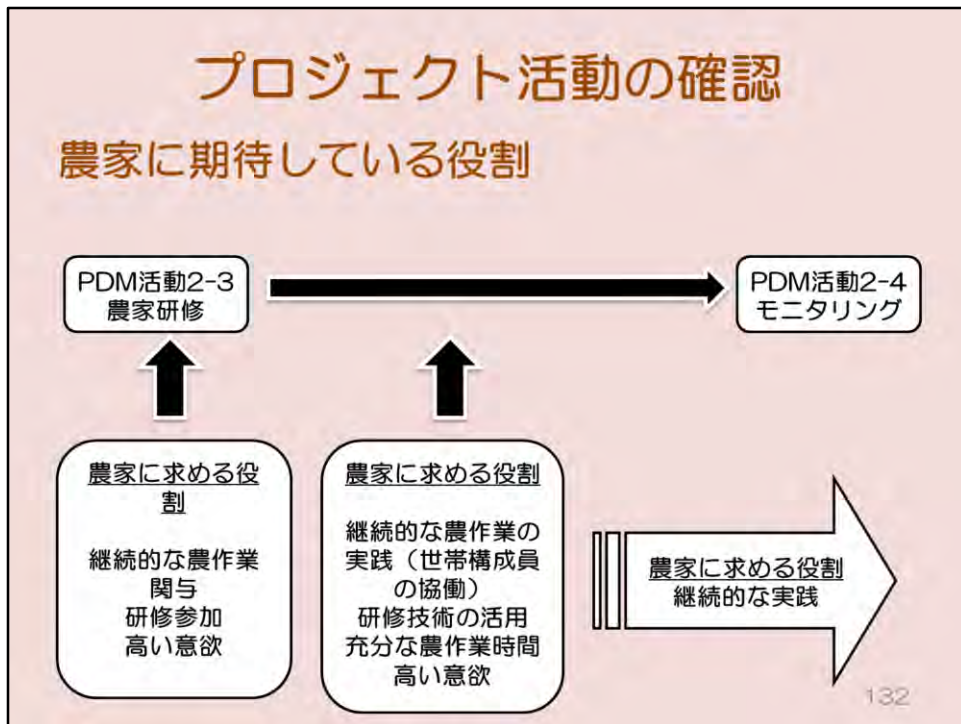 プロジェクト活動の確認
農家に期待している役割
PDM活動2-3
農家研修
PDM活動2-4
モニタリング
農家に求める役
割
継続的な農作業
関与
研修参加
高い意欲
農家に求める役割
継続的な農作業の
実践（世帯構成員
の協働）
研修技術の活用
充分な農作業時間
高い意欲
農家に求める役割
継続的な実践
132